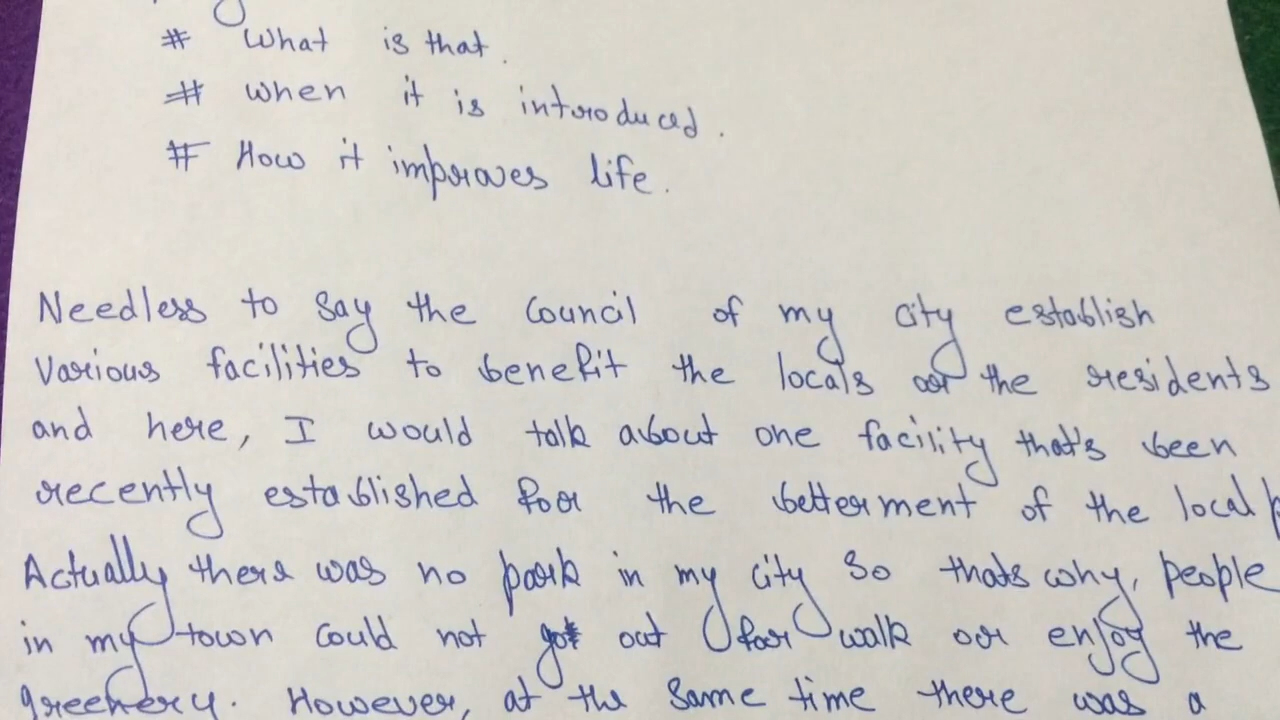 # What is that.
# when it is introduced.
# How it improves life.
Needless to say the council of my city establish
various facilities to benefit the locals or the residents
and here, I would talk about one facility that's been
recently established for the betterment of the local
Actually there was no park in my city so thats why, people
in my town could not got out for walk or enjoy the
greenery. However, at the same time there was a